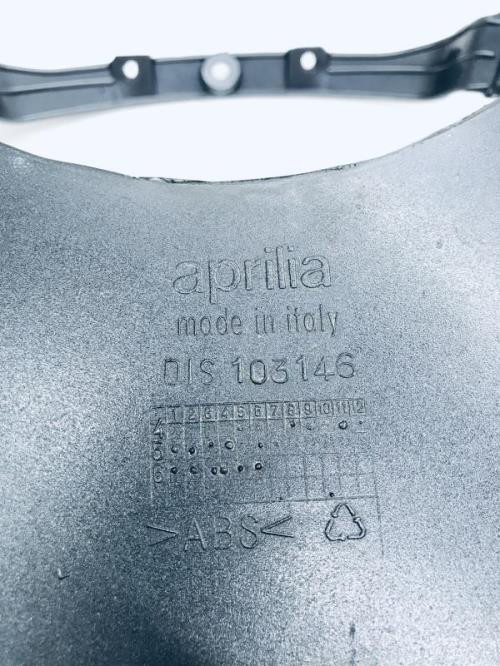 aprilia
made in italy
DIS 103146
1 2 3 4 5 6 7 8 9 10 11 12
>ABS<